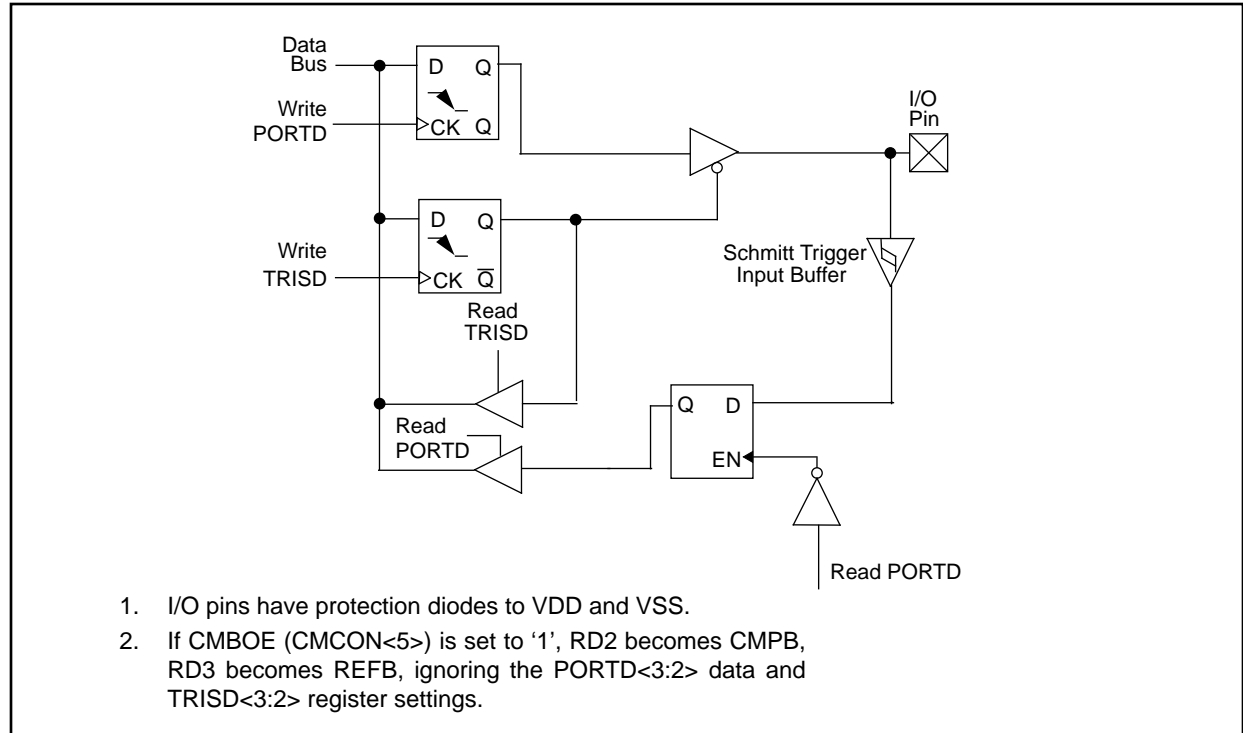 Data
Bus
D Q
Write
PORTD
CK Q
I/O
Pin
D Q
Write
TRISD
CK Q̅
Schmitt Trigger
Input Buffer
Read
TRISD
Q D
Read
PORTD
EN
Read PORTD
1. I/O pins have protection diodes to VDD and VSS.
2. If CMBOE (CMCON<5>) is set to ‘1’, RD2 becomes CMPB,
RD3 becomes REFB, ignoring the PORTD<3:2> data and
TRISD<3:2> register settings.